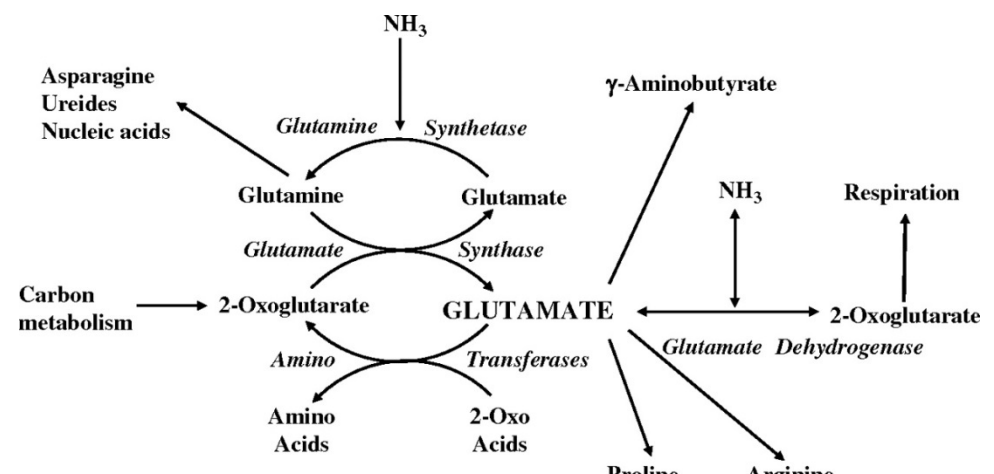 NH₃
Asparagine
Ureides
Nucleic acids
γ-Aminobutyrate
Glutamine Synthetase
Glutamine
Glutamate
NH₃
Respiration
Glutamate Synthase
Carbon
metabolism
2-Oxoglutarate
GLUTAMATE
2-Oxoglutarate
Glutamate Dehydrogenase
Amino Transferases
Amino
Acids
2-Oxo
Acids
Proline
Arginine